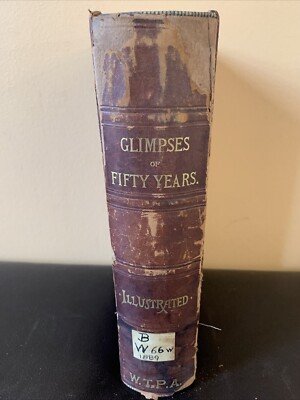 GLIMPSES
OF
FIFTY YEARS.
ILLUSTRATED.
B
W66w
1889
W.T.P.A.